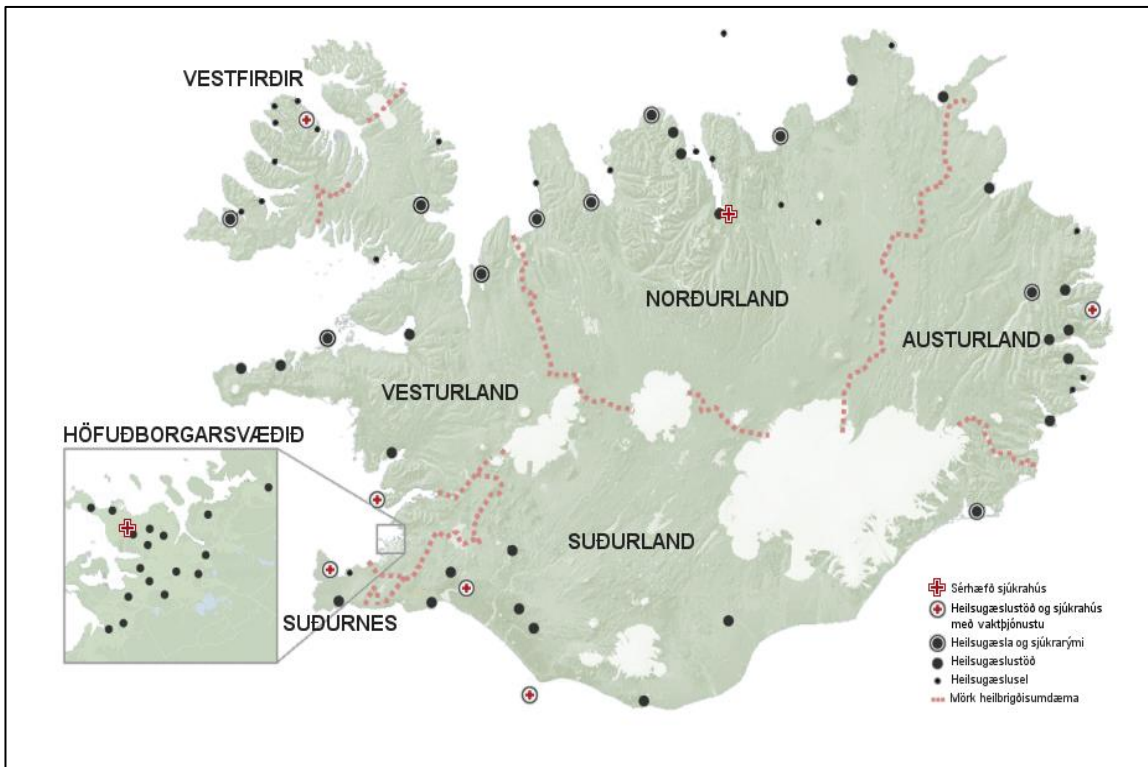 VESTFIRÐIR
NORÐURLAND
AUSTURLAND
VESTURLAND
HÖFUÐBORGARSVÆÐIÐ
SUÐURLAND
SUÐURNES
Sérhæfð sjúkrahús
Heilsugæslustöð og sjúkrahús
með vaktþjónustu
Heilsugæsla og sjúkrarými
Heilsugæslustöð
Heilsugæslusel
Mörk heilbrigðisumdæma